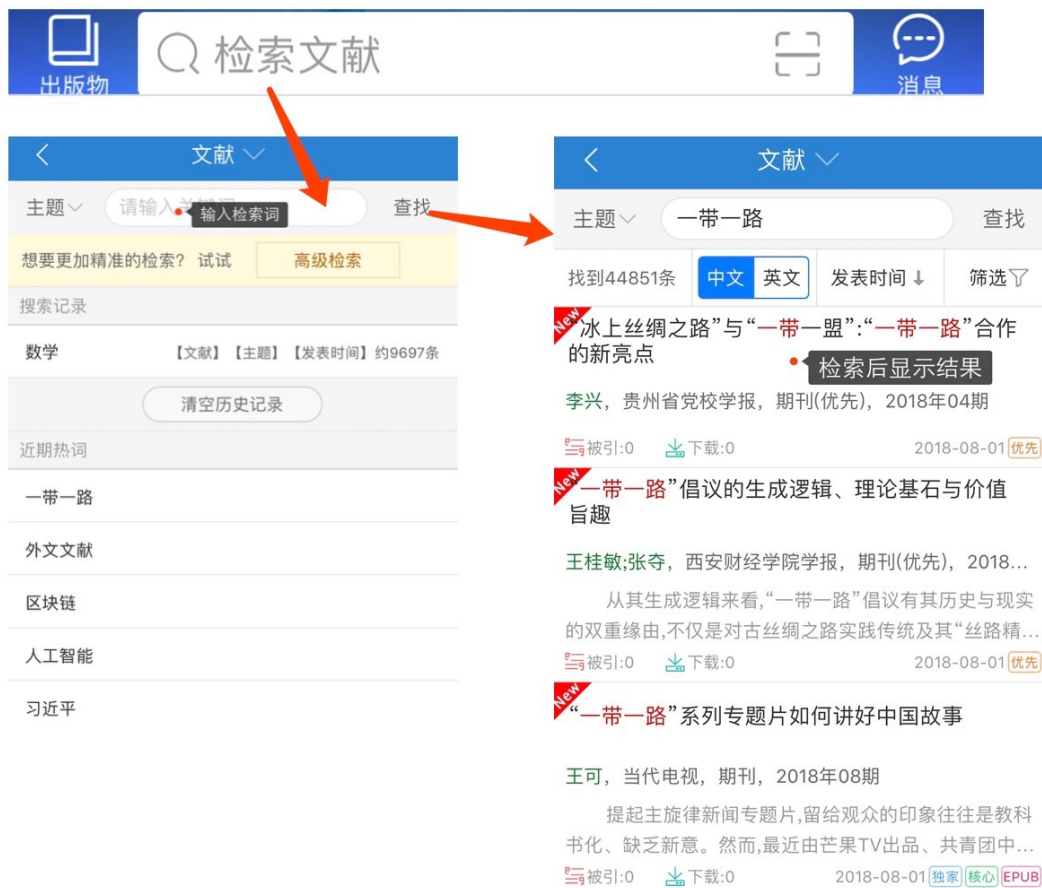 出版物
检索文献
消息
文献
主题
请输入关键词
输入检索词
查找
想要更加精准的检索? 试试
高级检索
搜索记录
数学
【文献】【主题】【发表时间】约9697条
清空历史记录
近期热词
一带一路
外文文献
区块链
人工智能
习近平
文献
主题
一带一路
查找
找到44851条
中文
英文
发表时间
筛选
New
“冰上丝绸之路”与“一带一盟”:“一带一路”合作
的新亮点
检索后显示结果
李兴, 贵州省党校学报, 期刊(优先), 2018年04期
被引:0 下载:0 2018-08-01 优先
New
“一带一路”倡议的生成逻辑、理论基石与价值
旨趣
王桂敏;张夺, 西安财经学院学报, 期刊(优先), 2018...
从其生成逻辑来看,“一带一路”倡议有其历史与现实
的双重缘由,不仅是对古丝绸之路实践传统及其“丝路精...
被引:0 下载:0 2018-08-01 优先
New
“一带一路”系列专题片如何讲好中国故事
王可, 当代电视, 期刊, 2018年08期
提起主旋律新闻专题片,留给观众的印象往往是教科
书化、缺乏新意。然而,最近由芒果TV出品、共青团中...
被引:0 下载:0 2018-08-01 独家 核心 EPUB